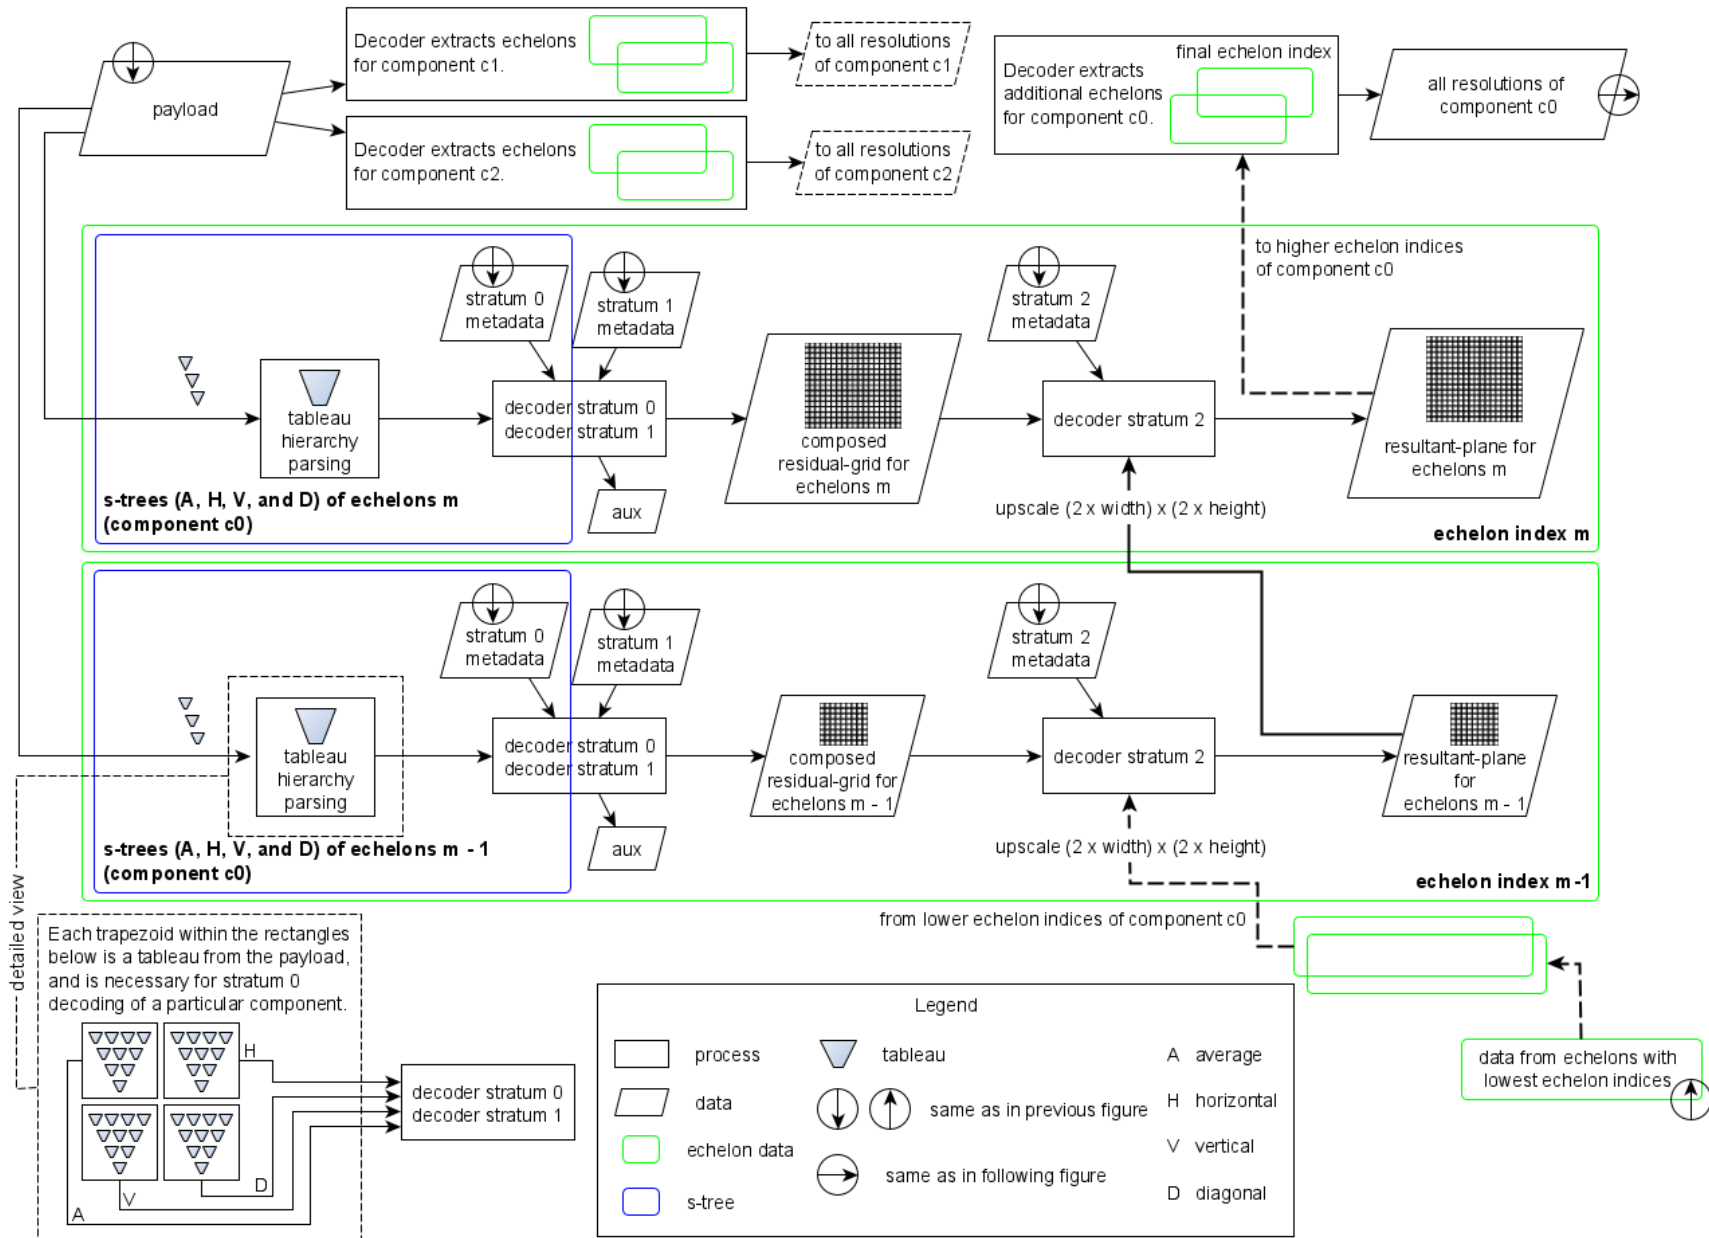 payload
Decoder extracts echelons
for component c1.
to all resolutions
of component c1
Decoder extracts echelons
for component c2.
to all resolutions
of component c2
final echelon index
Decoder extracts
additional echelons
for component c0.
all resolutions of
component c0
to higher echelon indices
of component c0
stratum 0
metadata
stratum 1
metadata
stratum 2
metadata
tableau
hierarchy
parsing
decoder stratum 0
decoder stratum 1
aux
composed
residual-grid for
echelons m
decoder stratum 2
resultant-plane for
echelons m
s-trees (A, H, V, and D) of echelons m
(component c0)
upscale (2 x width) x (2 x height)
echelon index m
stratum 0
metadata
stratum 1
metadata
stratum 2
metadata
tableau
hierarchy
parsing
decoder stratum 0
decoder stratum 1
aux
composed
residual-grid for
echelons m - 1
decoder stratum 2
resultant-plane
for
echelons m - 1
s-trees (A, H, V, and D) of echelons m - 1
(component c0)
upscale (2 x width) x (2 x height)
echelon index m-1
from lower echelon indices of component c0
data from echelons with
lowest echelon indices
detailed view
Each trapezoid within the rectangles
below is a tableau from the payload,
and is necessary for stratum 0
decoding of a particular component.
H
D
V
A
decoder stratum 0
decoder stratum 1
Legend
process
data
echelon data
s-tree
tableau
same as in previous figure
same as in following figure
A average
H horizontal
V vertical
D diagonal